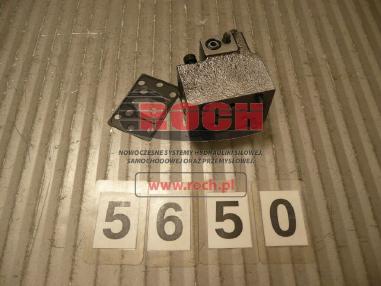 ROCH
NOWOCZESNE SYSTEMY HYDRAULIKI SIŁOWEJ,
SAMOCHODOWEJ ORAZ PRZEMYSŁOWEJ.
www.roch.pl
5650